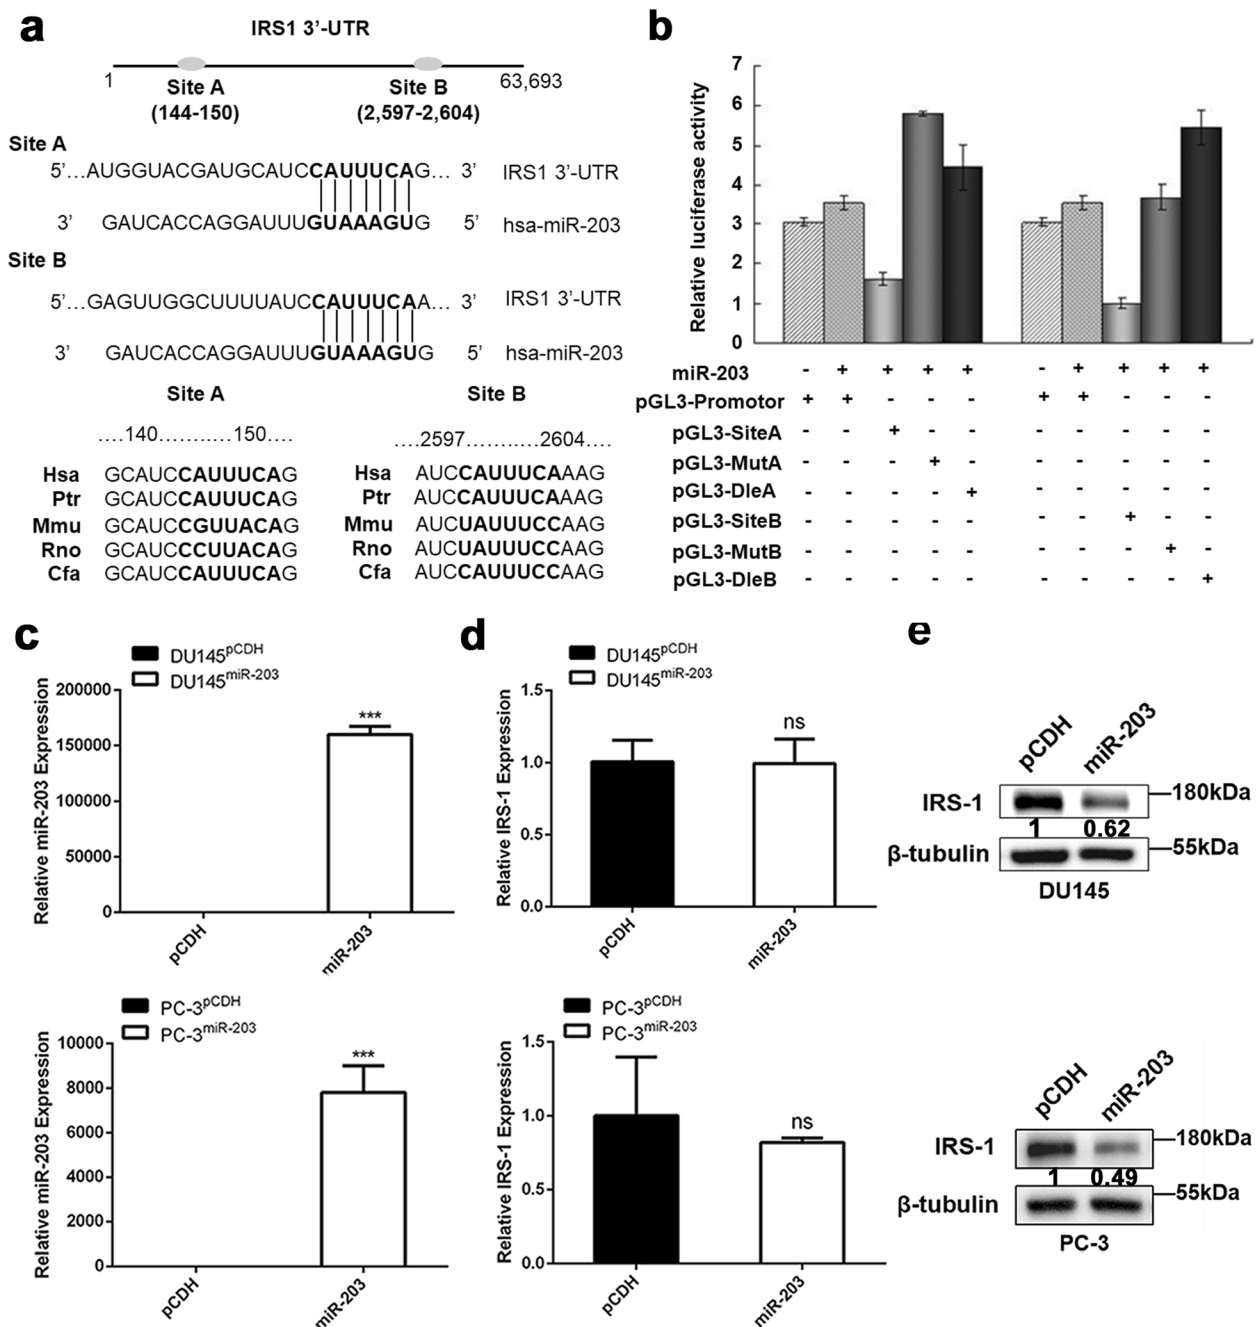 a
IRS1 3'-UTR
1 63,693
Site A Site B
(144-150) (2,597-2,604)
Site A
5'...AUGGUACGAUGCAUCCAUUUCAG... 3' IRS1 3'-UTR
3' GAUCACCAGGAUUUGUAAAGUG 5' hsa-miR-203
Site B
5'...GAGUUGGCUUUUAUCCAUUUCAA... 3' IRS1 3'-UTR
3' GAUCACCAGGAUUUGUAAAGUG 5' hsa-miR-203
Site A
....140..........150....
Hsa GCAUCCAUUUCAG
Ptr GCAUCCAUUUCAG
Mmu GCAUCCGUUACAG
Rno GCAUCCCUUACAG
Cfa GCAUCCAUUUCAG
Site B
....2597..........2604....
Hsa AUCCAUUUCAAAG
Ptr AUCCAUUUCAAAG
Mmu AUCUAUUUCCAAG
Rno AUCUAUUUCCAAG
Cfa AUCCAUUUCCAAG
b
Relative luciferase activity
7
6
5
4
3
2
1
0
miR-203 - + + + + - + + + +
pGL3-Promotor + + - - - + + - - -
pGL3-SiteA - - + - - - - - - -
pGL3-MutA - - - + - - - - - -
pGL3-DleA - - - - + - - - - -
pGL3-SiteB - - - - - - - + - -
pGL3-MutB - - - - - - - - + -
pGL3-DleB - - - - - - - - - +
c
DU145pCDH
DU145miR-203
Relative miR-203 Expression
200000
150000
100000
50000
0
***
pCDH miR-203
PC-3pCDH
PC-3miR-203
Relative miR-203 Expression
10000
8000
6000
4000
2000
0
***
pCDH miR-203
d
DU145pCDH
DU145miR-203
Relative IRS-1 Expression
1.5
1.0
0.5
0.0
ns
pCDH miR-203
PC-3pCDH
PC-3miR-203
Relative IRS-1 Expression
1.5
1.0
0.5
0.0
ns
pCDH miR-203
e
pCDH miR-203
IRS-1 180kDa
1 0.62
β-tubulin 55kDa
DU145
pCDH miR-203
IRS-1 180kDa
1 0.49
β-tubulin 55kDa
PC-3